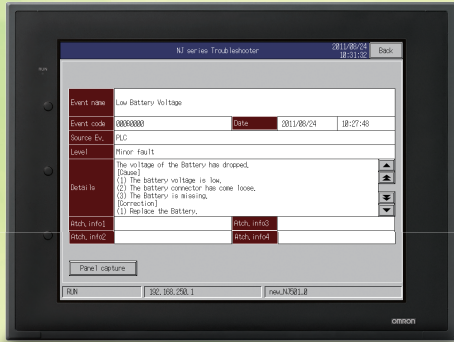 NJ series Troubleshooter
2011/08/24
10:31:32
Back
RUN
Event name
Low Battery Voltage
Event code
000B0000
Date
2011/08/24
10:27:48
Source Ev.
PLC
Level
Minor fault
Details
The voltage of the Battery has dropped.
[Cause]
(1) The battery voltage is low.
(2) The battery connector has come loose.
(3) The Battery is missing.
[Correction]
(1) Replace the Battery.
Atch. info1
Atch. info3
Atch. info2
Atch. info4
Panel capture
RUN
192.168.250.1
new_NJ501_0
OMRON